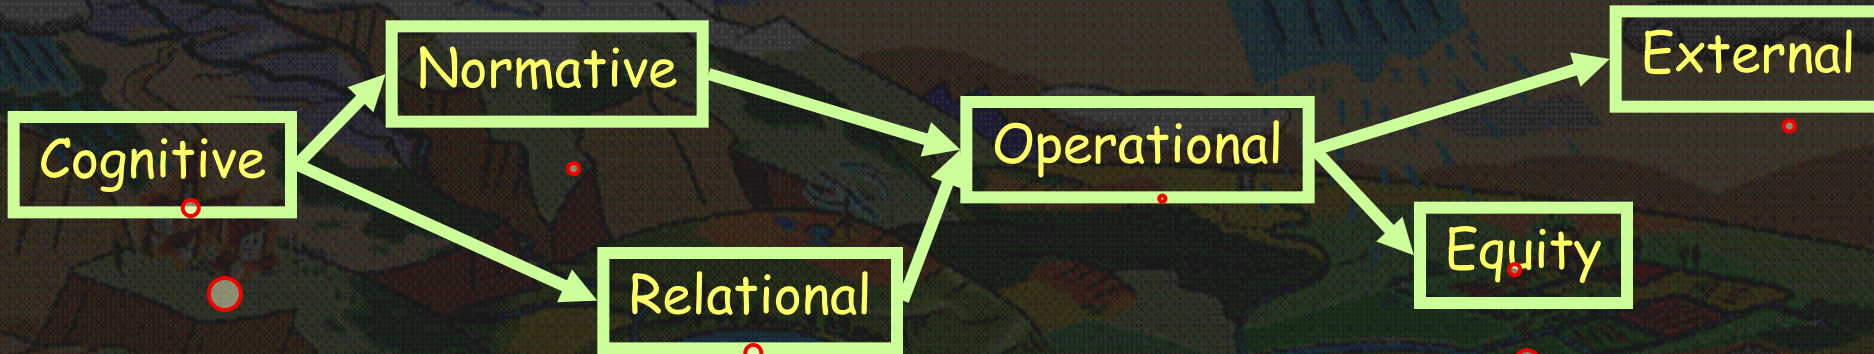 Cognitive
Normative
Relational
Operational
External
Equity